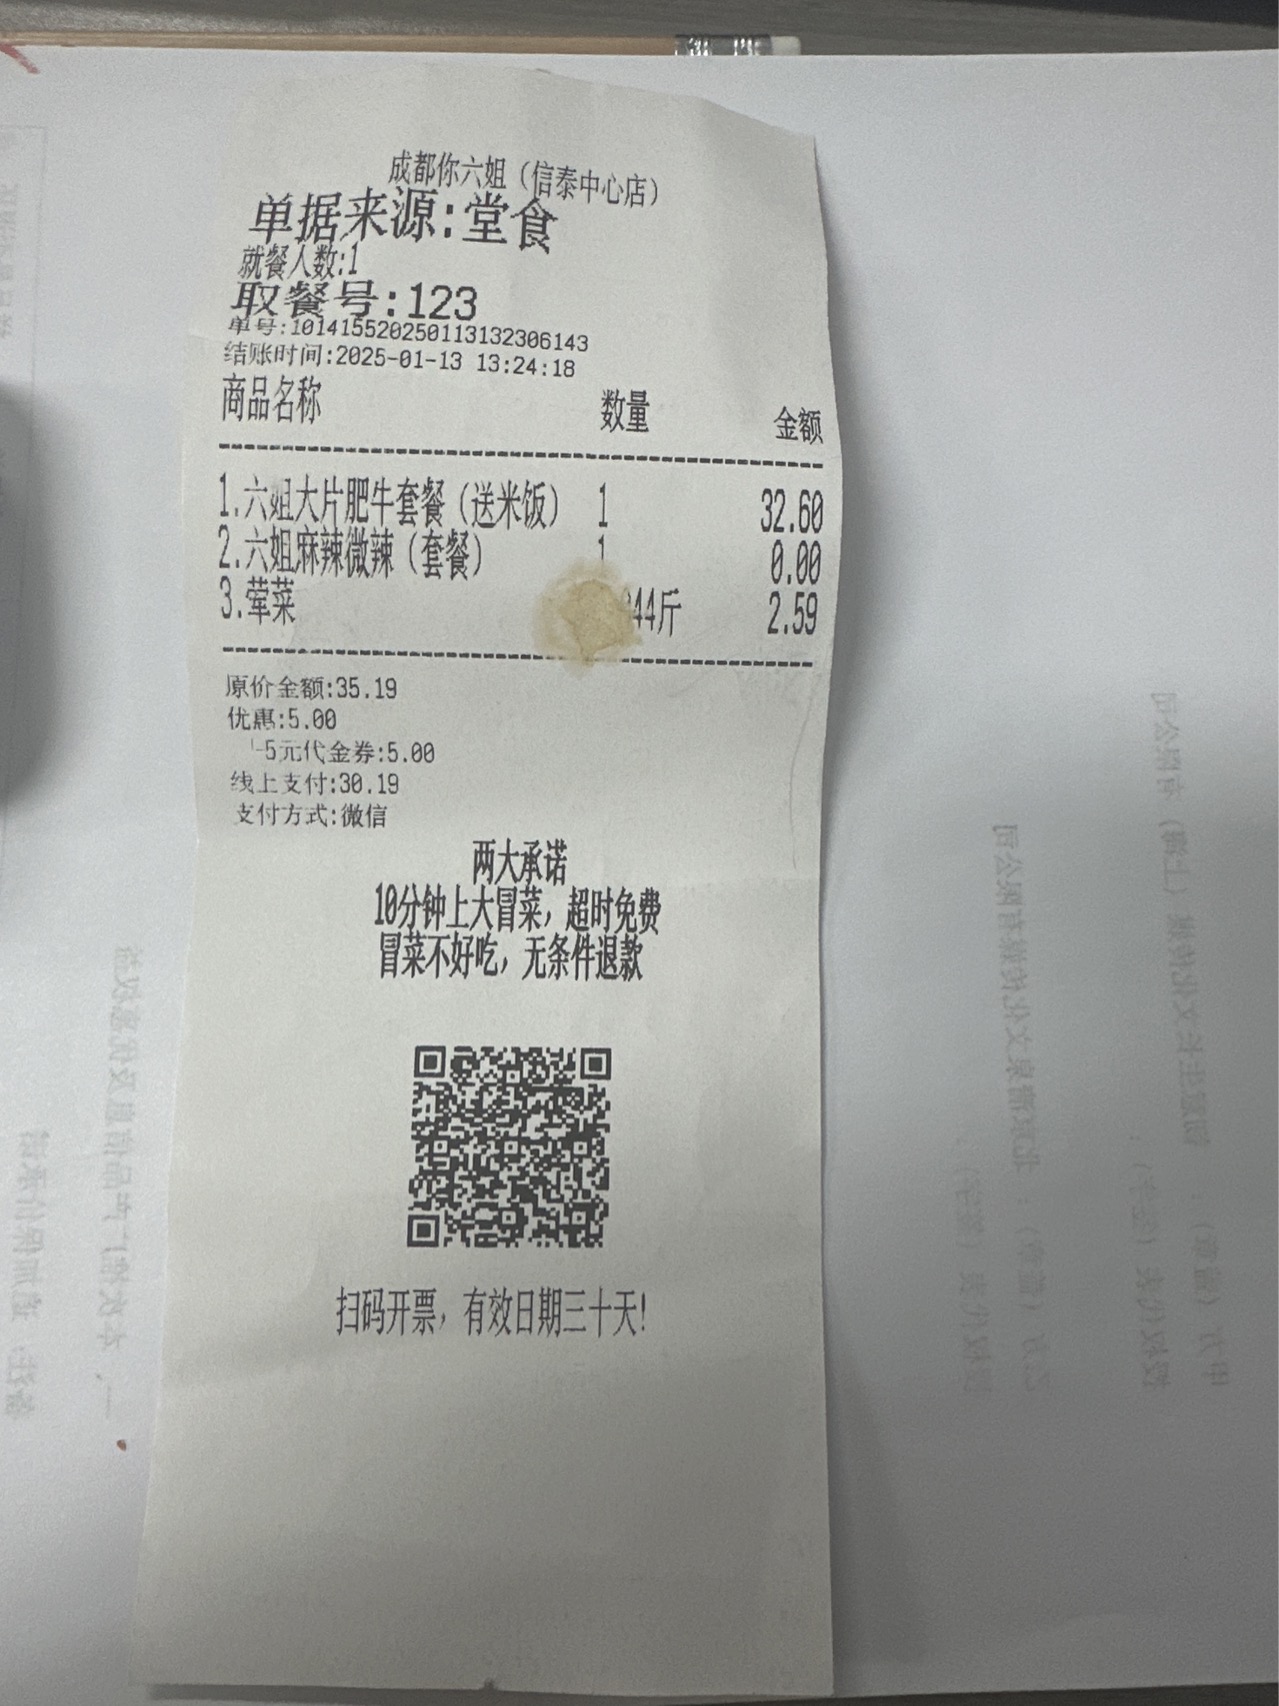 成都你六姐（信泰中心店）
单据来源:堂食
就餐人数:1
取餐号:123
单号:1014155202501131323061​43
结账时间:2025-01-13 13:24:18
商品名称 数量 金额
1.六姐大片肥牛套餐（送米饭） 1 32.60
2.六姐麻辣微辣（套餐） 1 0.00
3.荤菜 44斤 2.59
原价金额:35.19
优惠:5.00
-5元代金券:5.00
线上支付:30.19
支付方式:微信
两大承诺
10分钟上大冒菜，超时免费
冒菜不好吃，无条件退款
扫码开票，有效日期三十天!